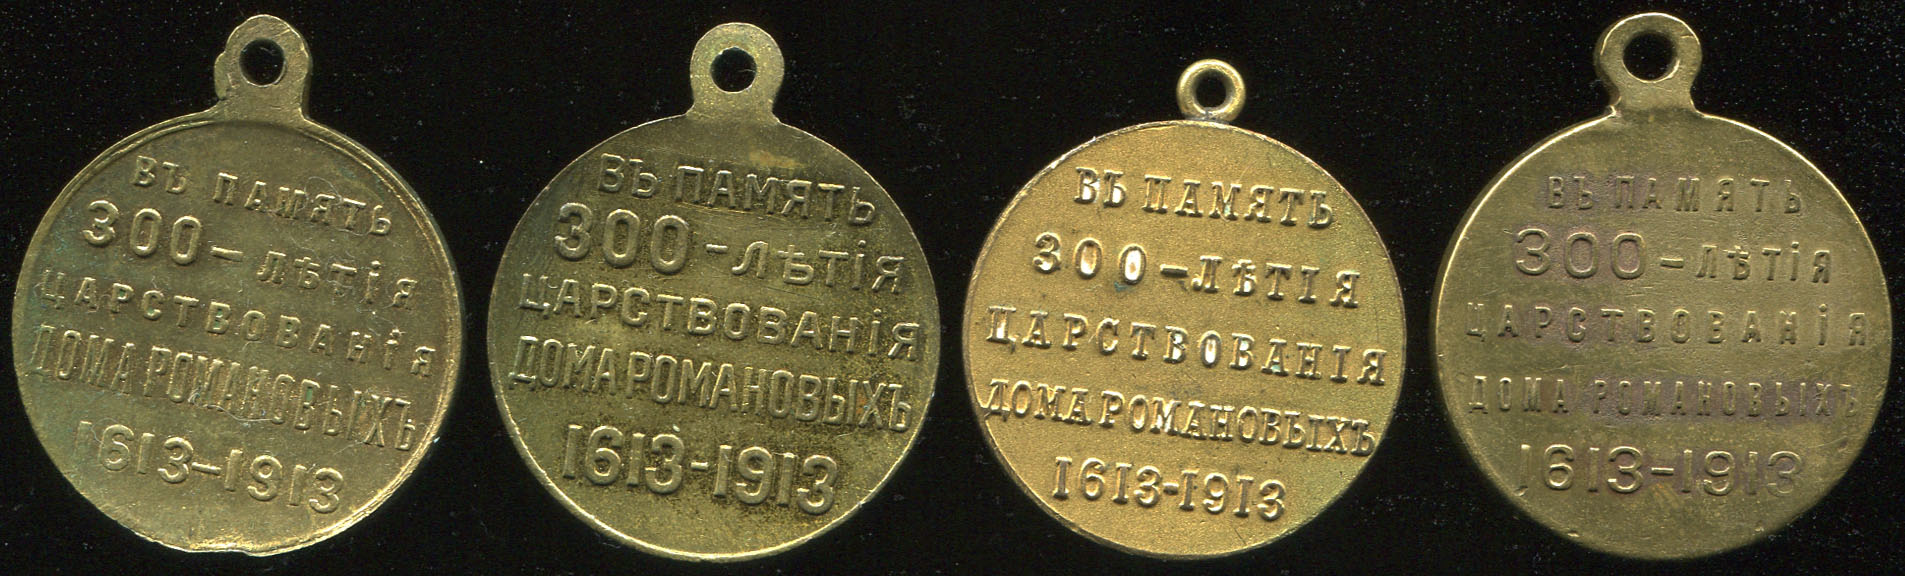 ВЪ ПАМЯТЬ
300-ЛѢТІЯ
ЦАРСТВОВАНІЯ
ДОМА РОМАНОВЫХЪ
1613-1913
ВЪ ПАМЯТЬ
300-ЛѢТІЯ
ЦАРСТВОВАНІЯ
ДОМА РОМАНОВЫХЪ
1613-1913
ВЪ ПАМЯТЬ
300-ЛѢТІЯ
ЦАРСТВОВАНІЯ
ДОМА РОМАНОВЫХЪ
1613-1913
ВЪ ПАМЯТЬ
300-ЛѢТІЯ
ЦАРСТВОВАНІЯ
ДОМА РОМАНОВЫХЪ
1613-1913